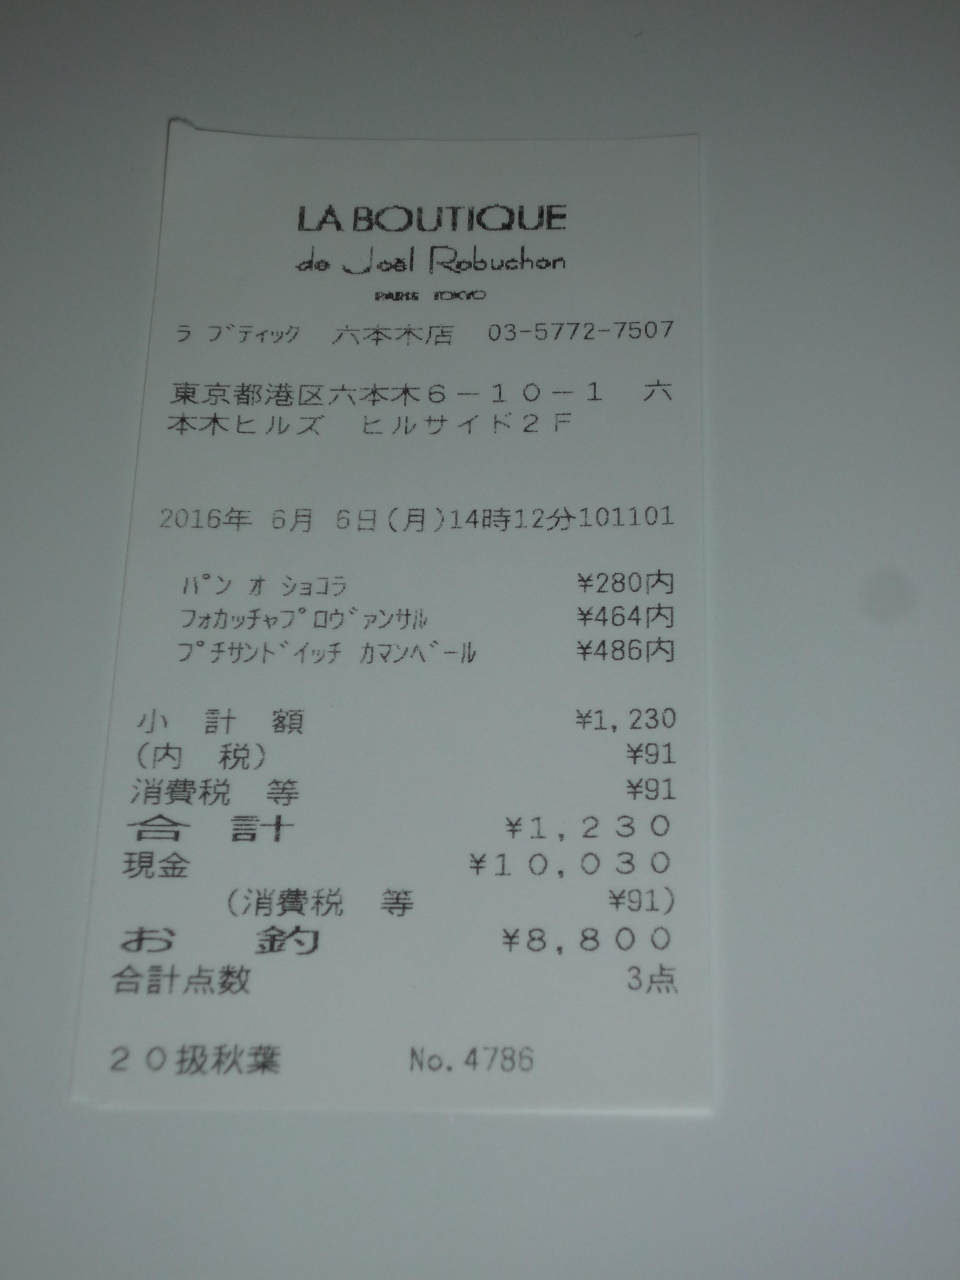 LA BOUTIQUE
de Joël Robuchon
PARIS TOKYO
ラ ブティック 六本木店 03-5772-7507
東京都港区六本木6-10-1 六
本木ヒルズ ヒルサイド2F
2016年 6月 6日(月)14時12分101101
パン オ ショコラ ¥280内
フォカッチャプロヴァンサル ¥464内
プチサンドイッチ カマンベール ¥486内
小 計 額 ¥1,230
(内 税) ¥91
消費税 等 ¥91
合 計 ¥1,230
現金 ¥10,030
(消費税 等 ¥91)
お 釣 ¥8,800
合計点数 3点
20扱秋葉 No.4786